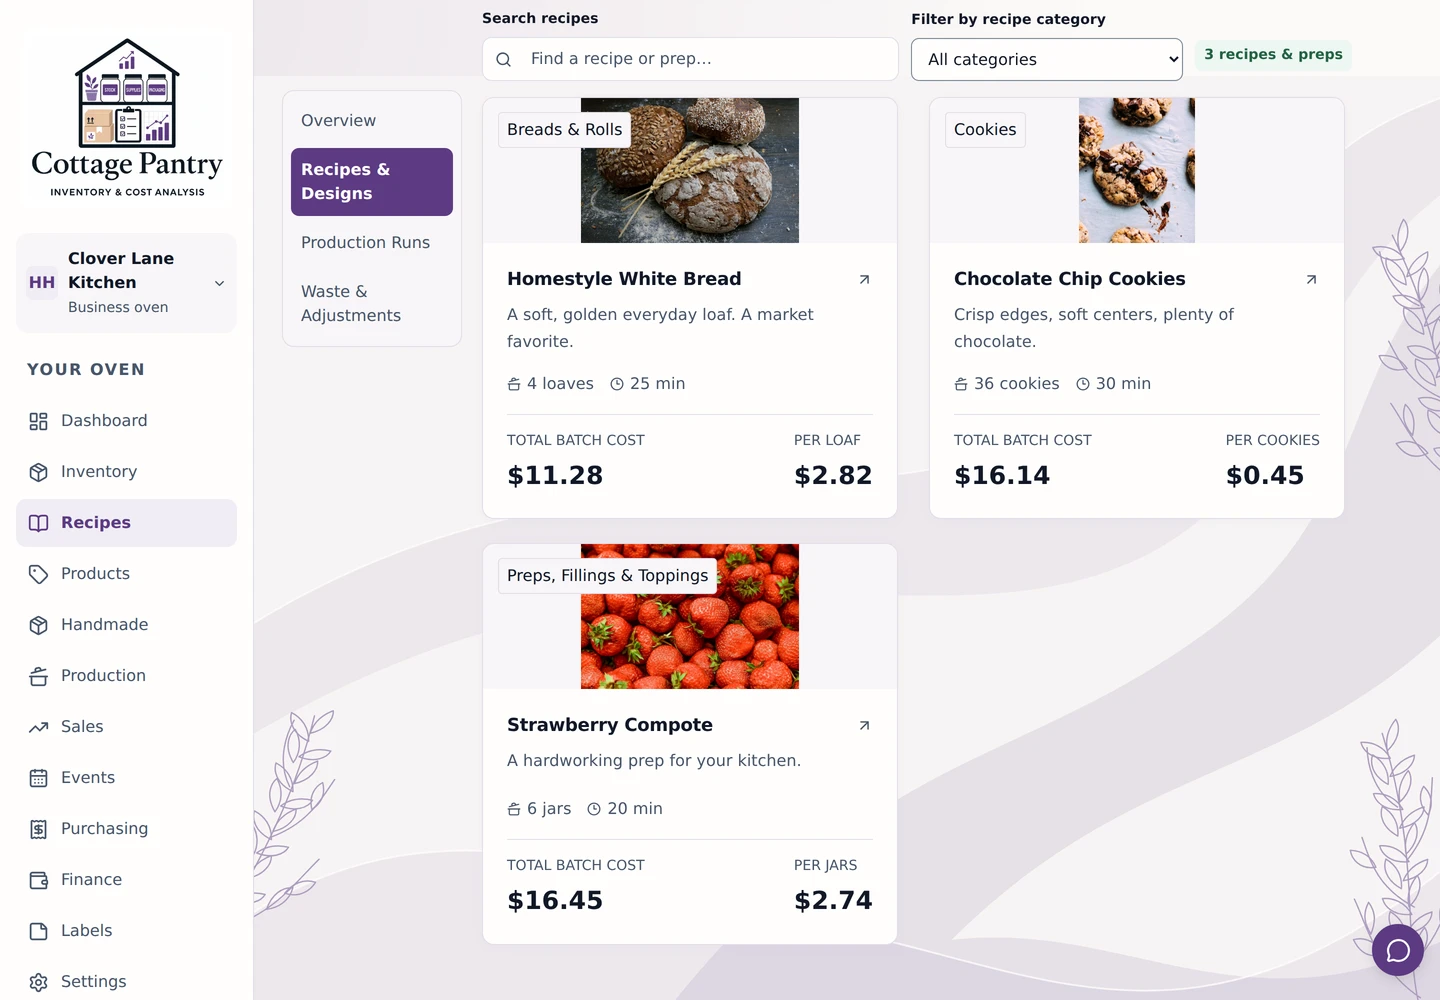 STOCK
SUPPLIES
PACKAGING
Cottage Pantry
INVENTORY & COST ANALYSIS
HH
Clover Lane
Kitchen
Business oven
YOUR OVEN
Dashboard
Inventory
Recipes
Products
Handmade
Production
Sales
Events
Purchasing
Finance
Labels
Settings
Search recipes
Find a recipe or prep...
Filter by recipe category
All categories
3 recipes & preps
Overview
Recipes &
Designs
Production Runs
Waste &
Adjustments
Breads & Rolls
Homestyle White Bread
A soft, golden everyday loaf. A market
favorite.
4 loaves 25 min
TOTAL BATCH COST PER LOAF
$11.28 $2.82
Cookies
Chocolate Chip Cookies
Crisp edges, soft centers, plenty of
chocolate.
36 cookies 30 min
TOTAL BATCH COST PER COOKIES
$16.14 $0.45
Preps, Fillings & Toppings
Strawberry Compote
A hardworking prep for your kitchen.
6 jars 20 min
TOTAL BATCH COST PER JARS
$16.45 $2.74